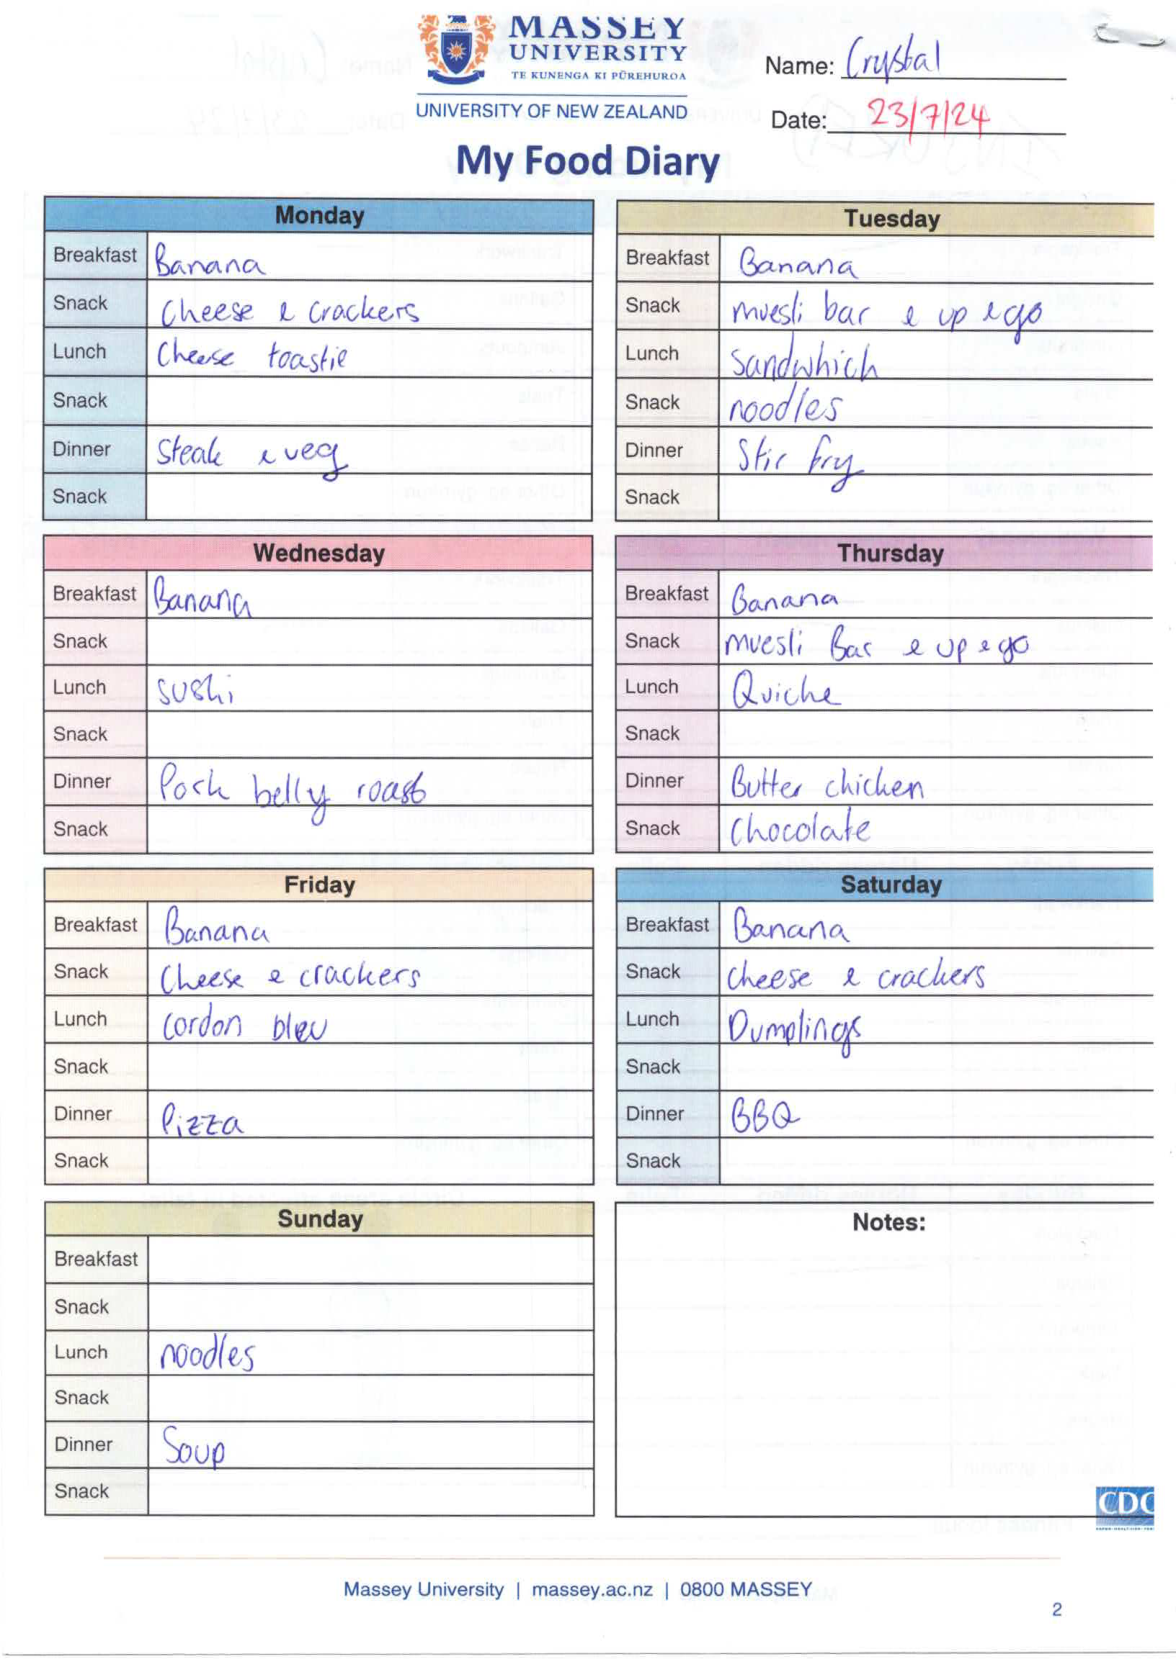 MASSEY
UNIVERSITY
TE KUNENGA KI PŪREHUROA
UNIVERSITY OF NEW ZEALAND
Name: Crystal
Date: 23/7/24
My Food Diary
Monday
Breakfast Banana
Snack Cheese & crackers
Lunch Cheese toastie
Snack
Dinner Steak & veg
Snack
Tuesday
Breakfast Banana
Snack muesli bar & up & go
Lunch Sandwhich
Snack noodles
Dinner Stir fry
Snack
Wednesday
Breakfast Banana
Snack
Lunch sushi
Snack
Dinner Pork belly roast
Snack
Thursday
Breakfast Banana
Snack muesli Bar & up & go
Lunch Quiche
Snack
Dinner Butter chicken
Snack Chocolate
Friday
Breakfast Banana
Snack Cheese & crackers
Lunch Cordon bleu
Snack
Dinner Pizza
Snack
Saturday
Breakfast Banana
Snack Cheese & crackers
Lunch Dumplings
Snack
Dinner BBQ
Snack
Sunday
Breakfast
Snack
Lunch noodles
Snack
Dinner Soup
Snack
Notes:
CDC
Massey University | massey.ac.nz | 0800 MASSEY
2